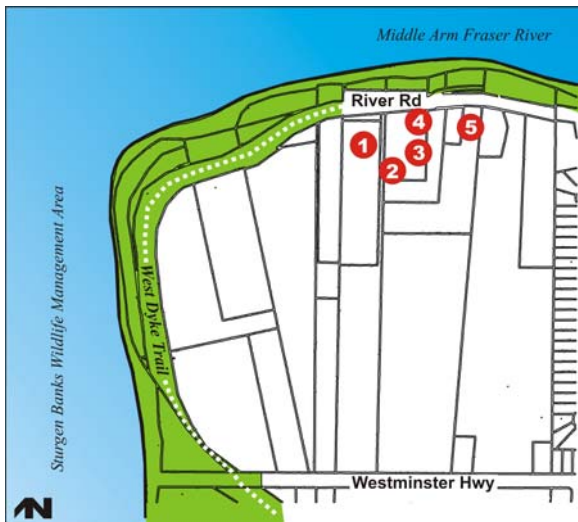 Middle Arm Fraser River
River Rd
4
5
1
3
2
West Dyke Trail
Sturgen Banks Wildlife Management Area
Westminster Hwy
N